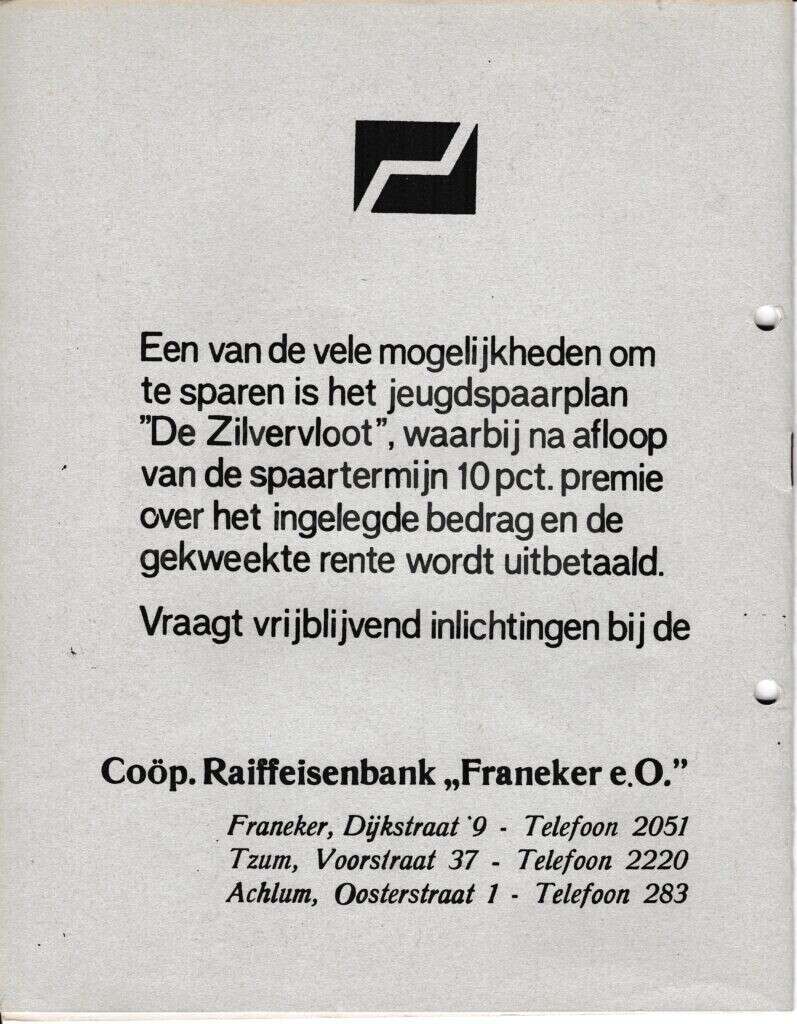 Een van de vele mogelijkheden om
te sparen is het jeugdspaarplan
"De Zilvervloot", waarbij na afloop
van de spaartermijn 10 pct. premie
over het ingelegde bedrag en de
gekweekte rente wordt uitbetaald.
Vraagt vrijblijvend inlichtingen bij de
Coöp. Raiffeisenbank „Franeker e.O.”
Franeker, Dijkstraat 9 - Telefoon 2051
Tzum, Voorstraat 37 - Telefoon 2220
Achlum, Oosterstraat 1 - Telefoon 283